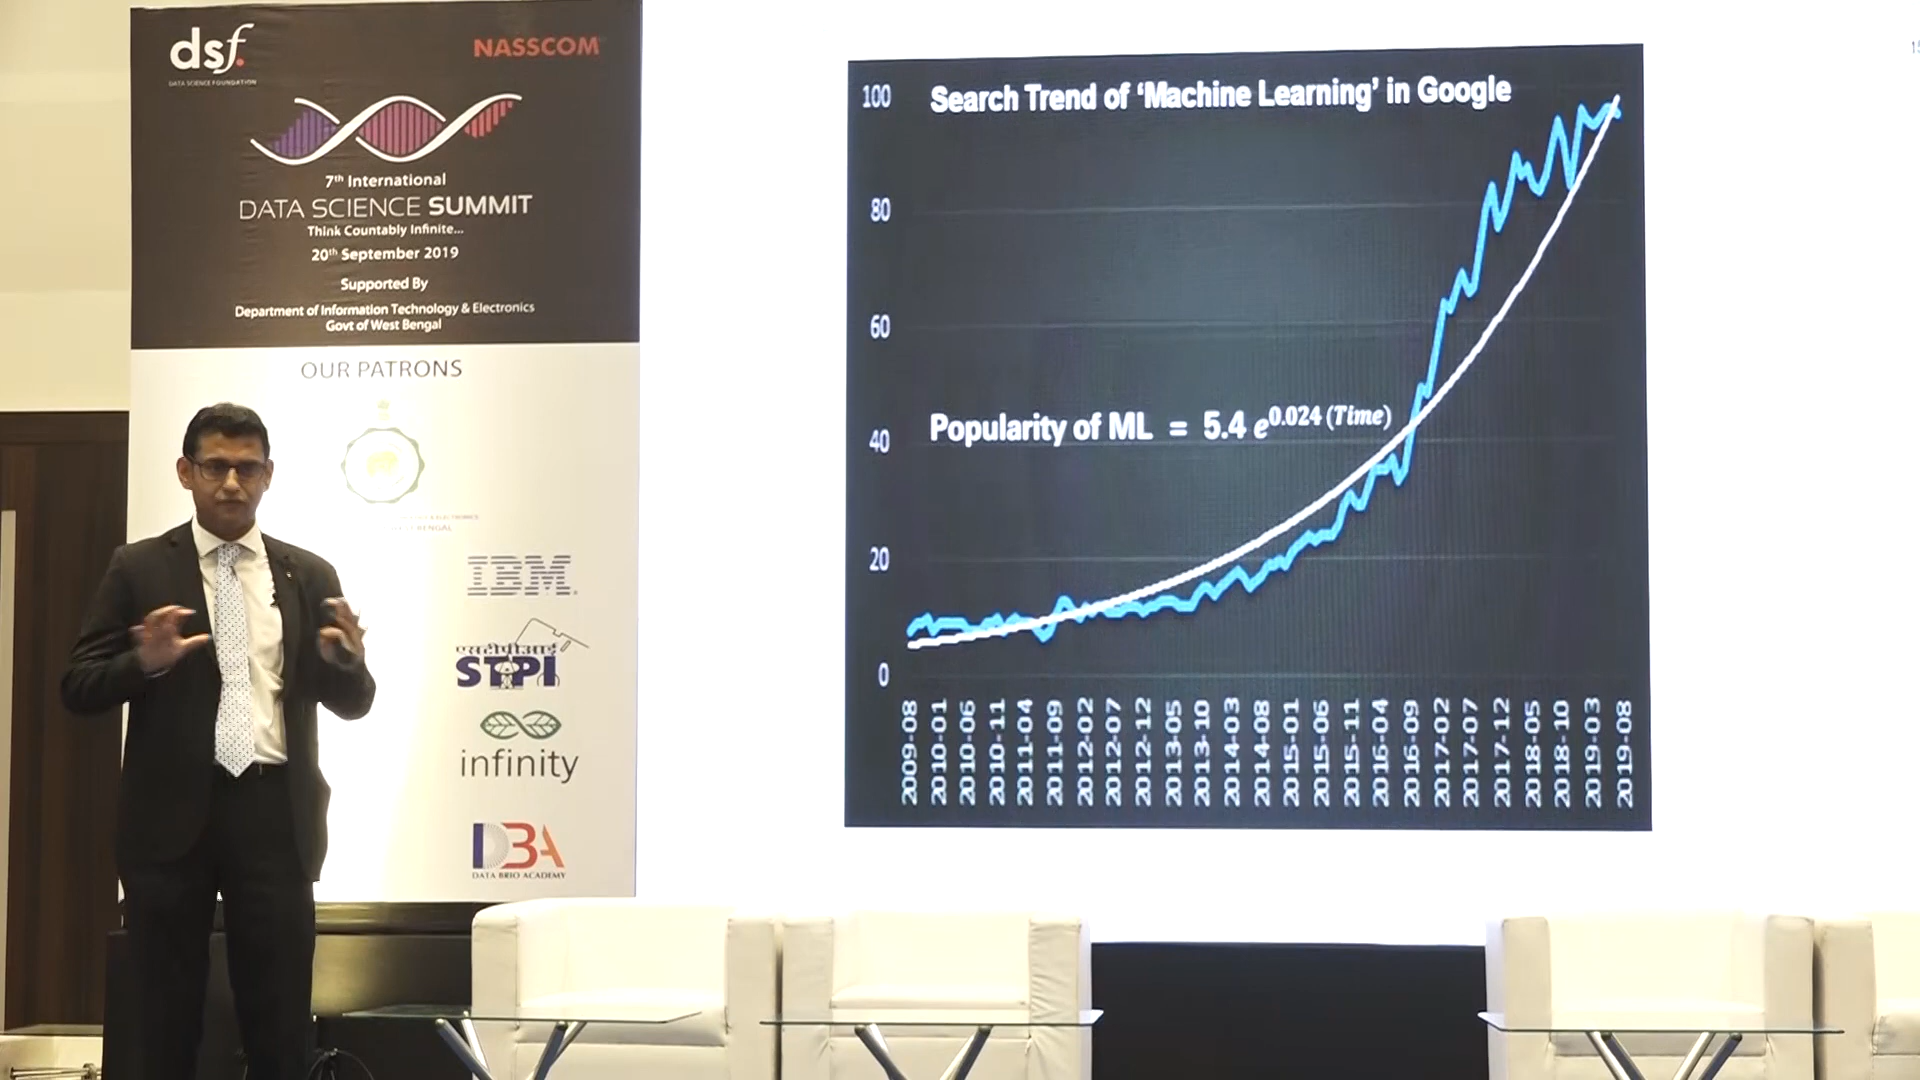 dsf.
DATA SCIENCE FOUNDATION
NASSCOM
7th International
DATA SCIENCE SUMMIT
Think Countably Infinite...
20th September 2019
Supported By
Department of Information Technology & Electronics
Govt of West Bengal
OUR PATRONS
IBM.
एसटीपीआई
STPI
infinity
DBA
DATA BRIO ACADEMY
Search Trend of ‘Machine Learning’ in Google
Popularity of ML = 5.4 e^0.024 (Time)
100
80
60
40
20
0
2009-08
2010-01
2010-06
2010-11
2011-04
2011-09
2012-02
2012-07
2012-12
2013-05
2013-10
2014-03
2014-08
2015-01
2015-06
2015-11
2016-04
2016-09
2017-02
2017-07
2017-12
2018-05
2018-10
2019-03
2019-08